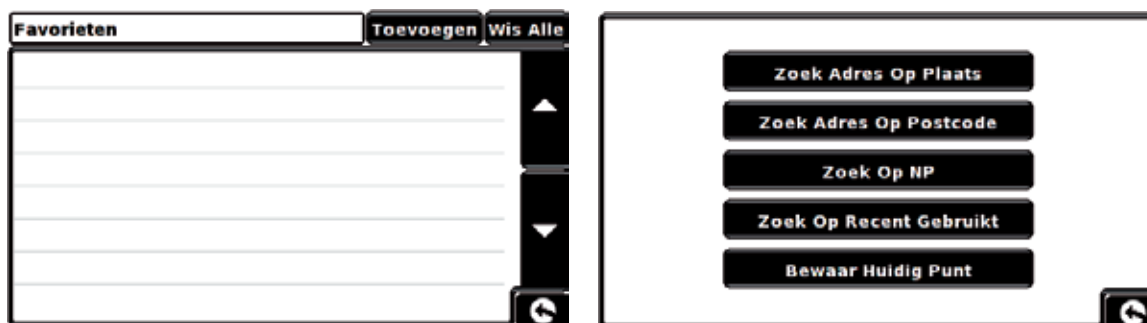 Favorieten Toevoegen Wis Alle
Zoek Adres Op Plaats
Zoek Adres Op Postcode
Zoek Op NP
Zoek Op Recent Gebruikt
Bewaar Huidig Punt